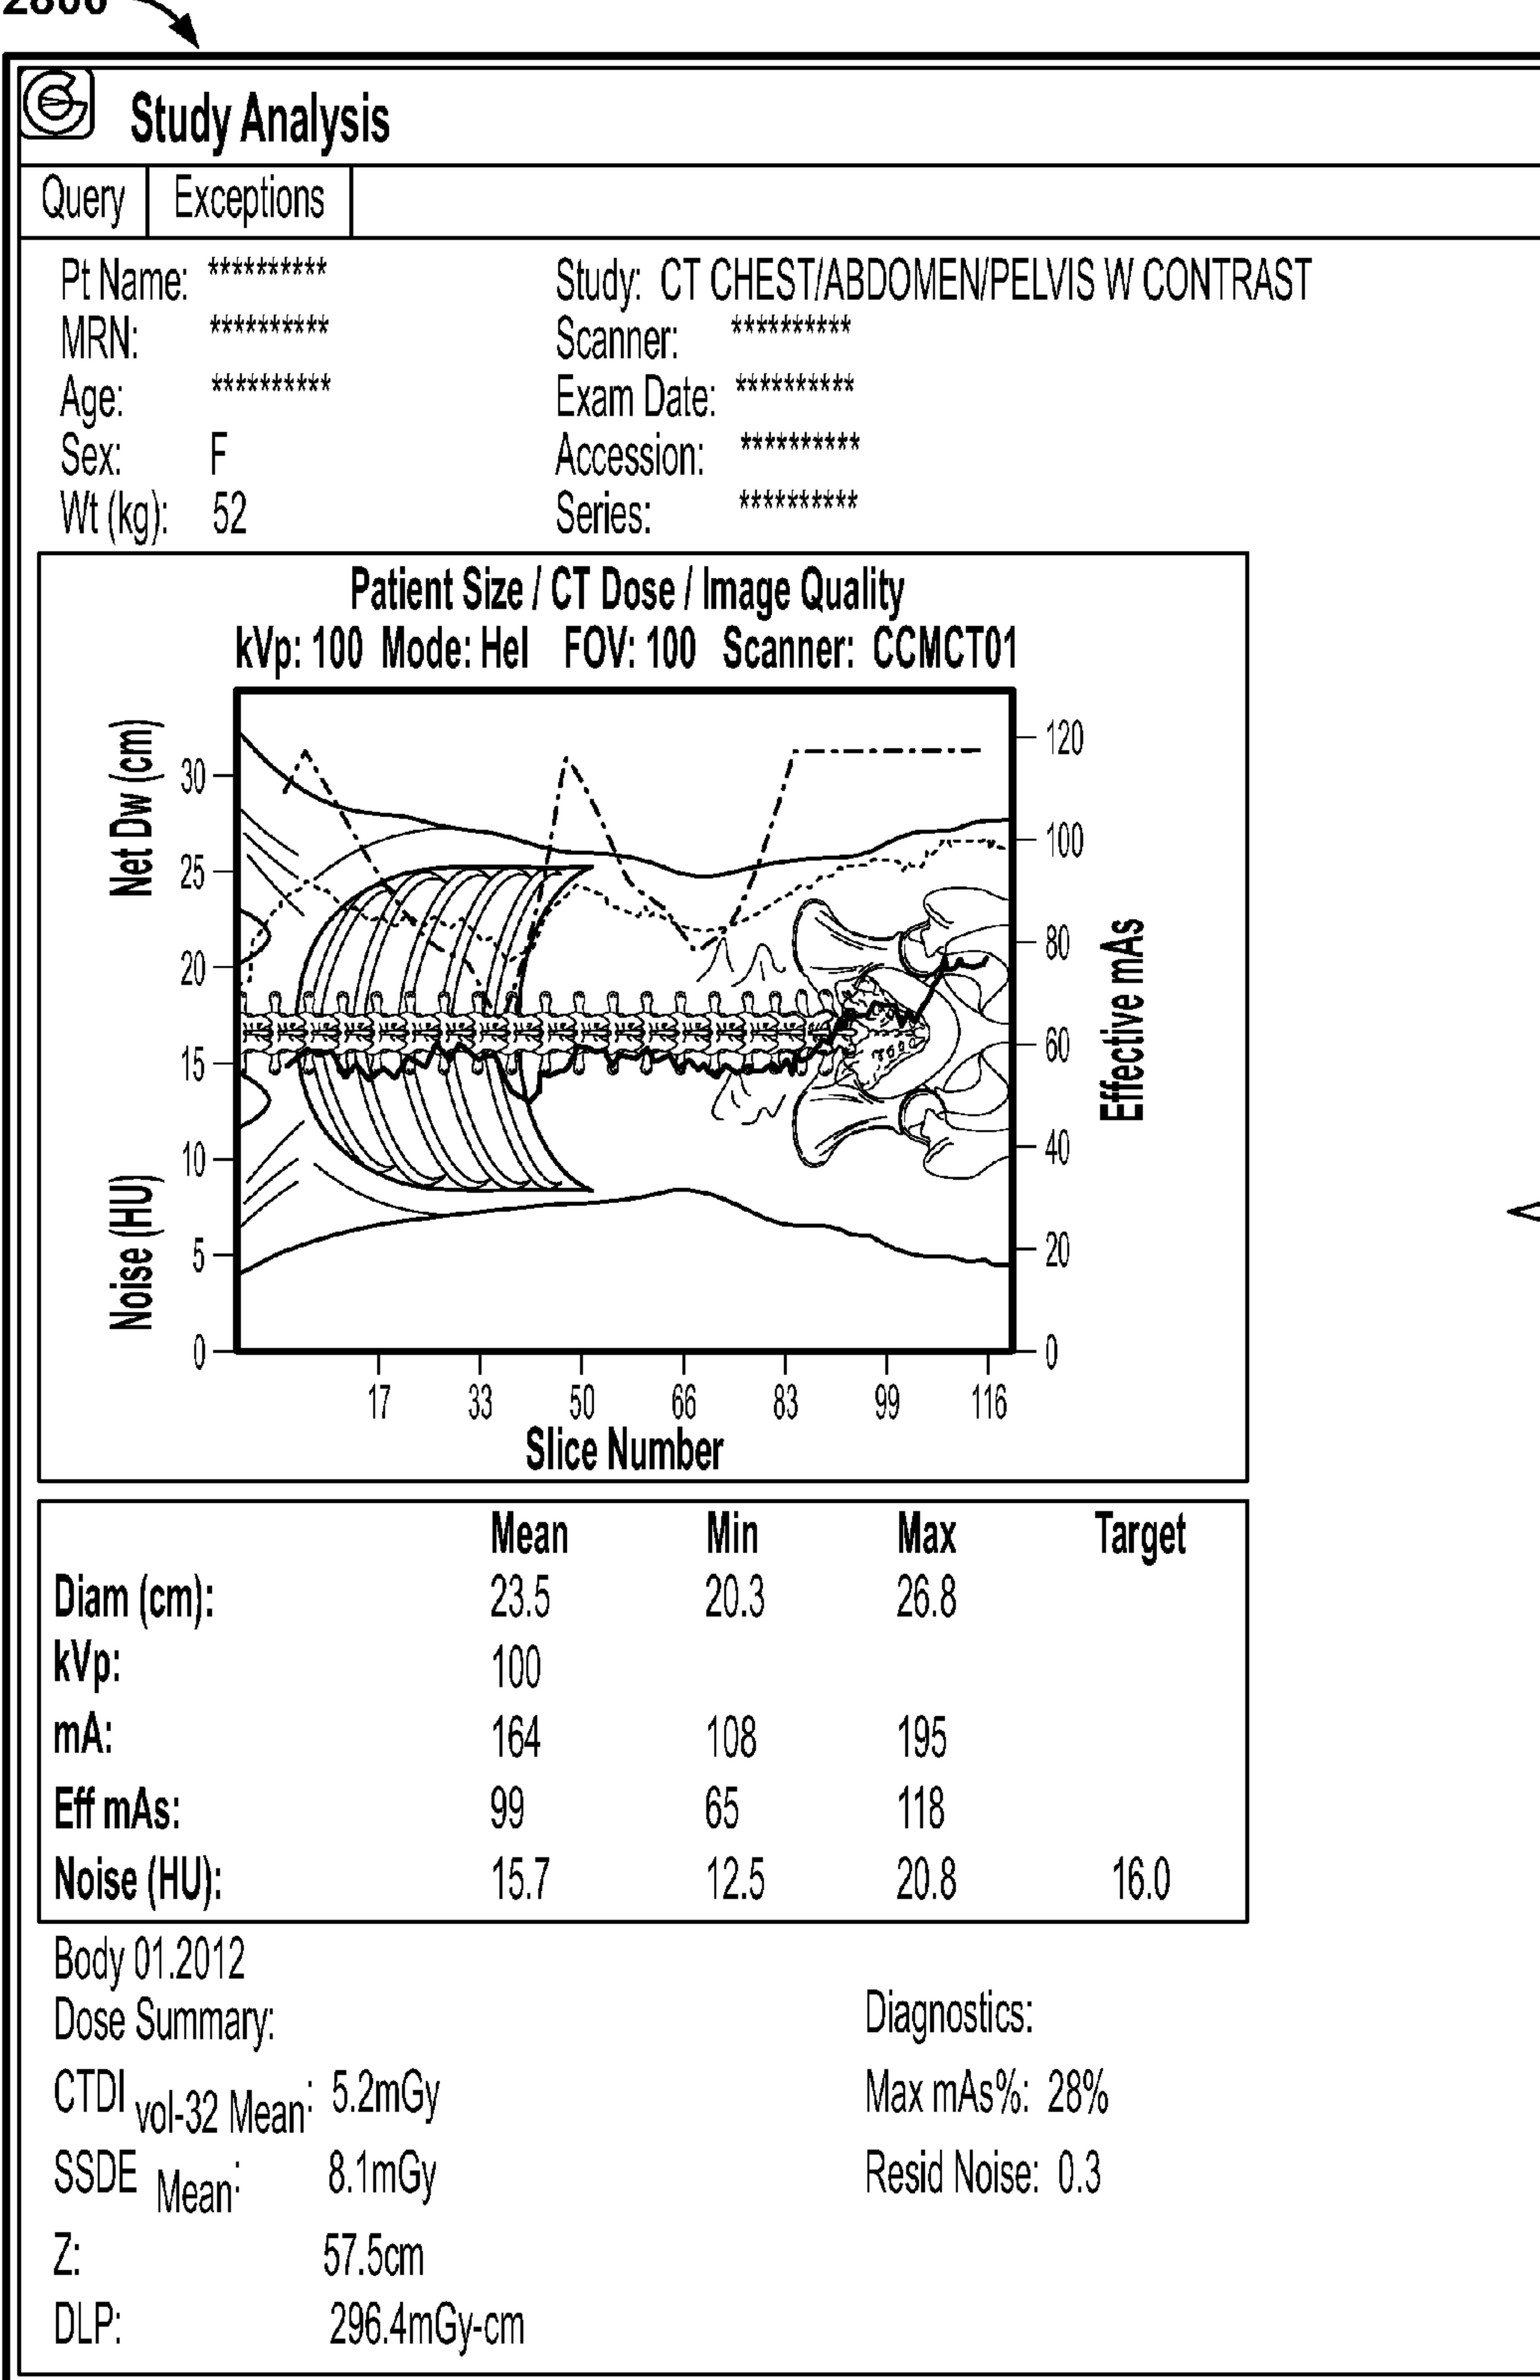 Study Analysis
Query Exceptions
Pt Name: ********** Study: CT CHEST/ABDOMEN/PELVIS W CONTRAST
MRN: ********** Scanner: **********
Age: ********** Exam Date: **********
Sex: F Accession: **********
Wt (kg): 52 Series: **********
Patient Size / CT Dose / Image Quality
kVp: 100 Mode: Hel FOV: 100 Scanner: CCMCT01
Net Dw (cm)
Noise (HU)
30
25
20
15
10
5
0
120
100
80
60
40
20
0
Effective mAs
17 33 50 66 83 99 116
Slice Number
Mean Min Max Target
Diam (cm): 23.5 20.3 26.8
kVp: 100
mA: 164 108 195
Eff mAs: 99 65 118
Noise (HU): 15.7 12.5 20.8 16.0
Body 01.2012
Dose Summary: Diagnostics:
CTDI vol-32 Mean: 5.2mGy Max mAs%: 28%
SSDE Mean: 8.1mGy Resid Noise: 0.3
Z: 57.5cm
DLP: 296.4mGy-cm